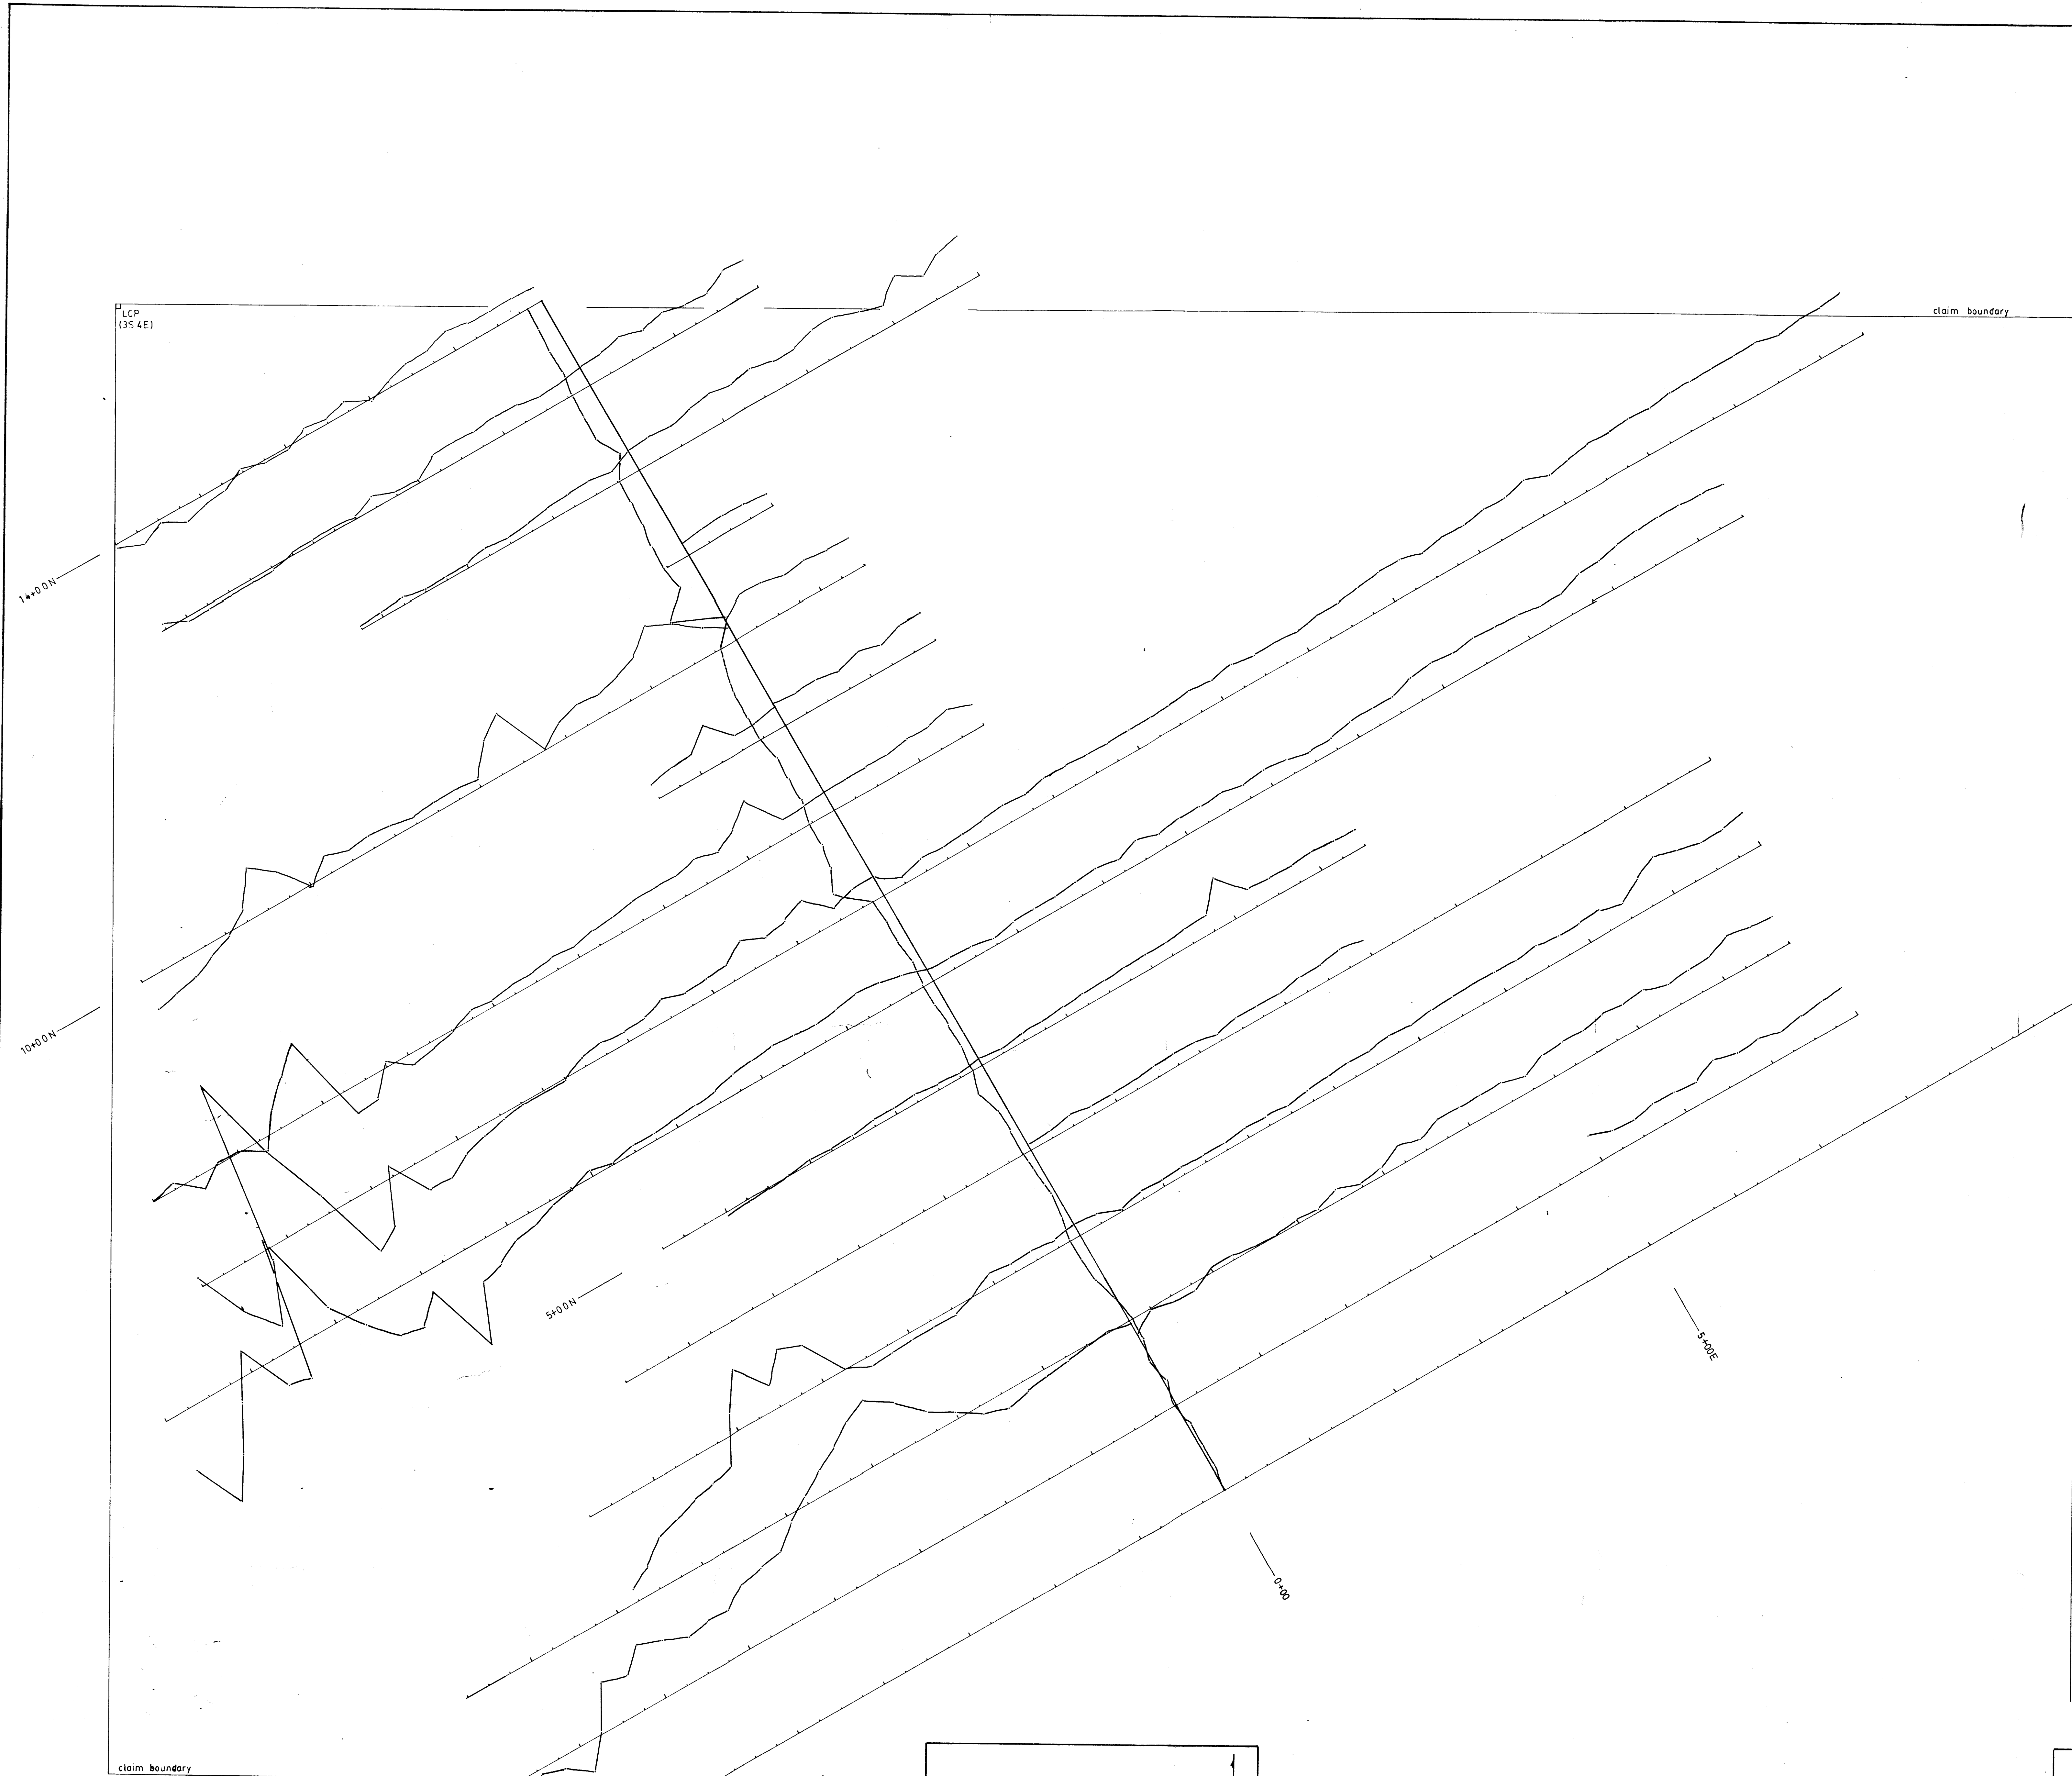 LCP
(3S 4E)
claim boundary
14+00N
10+00N
5+00N
5+00E
0+00
claim boundary